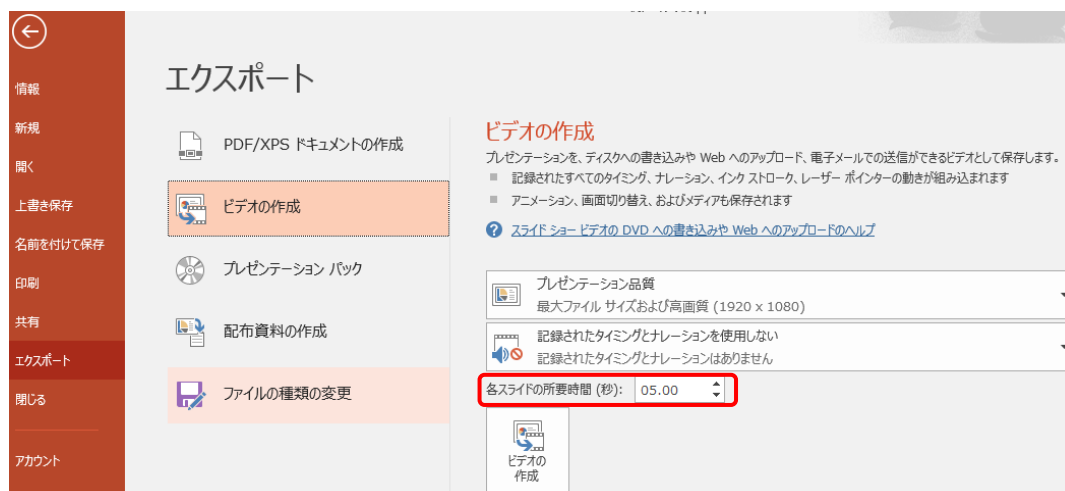 情報
新規
開く
上書き保存
名前を付けて保存
印刷
共有
エクスポート
閉じる
アカウント
エクスポート
PDF/XPS ドキュメントの作成
ビデオの作成
プレゼンテーション パック
配布資料の作成
ファイルの種類の変更
ビデオの作成
プレゼンテーションを、ディスクへの書き込みや Web へのアップロード、電子メールでの送信ができるビデオとして保存します。
記録されたすべてのタイミング、ナレーション、インク ストローク、レーザー ポインターの動きが組み込まれます
アニメーション、画面切り替え、およびメディアも保存されます
スライド ショー ビデオの DVD への書き込みや Web へのアップロードのヘルプ
プレゼンテーション品質
最大ファイル サイズおよび高画質 (1920 x 1080)
記録されたタイミングとナレーションを使用しない
記録されたタイミングとナレーションはありません
各スライドの所要時間 (秒): 05.00
ビデオの
作成